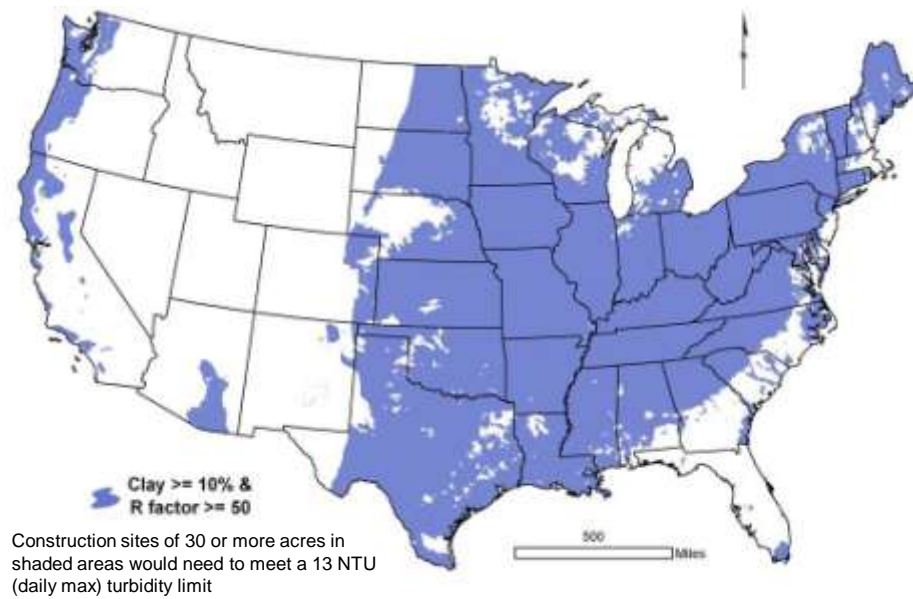 Clay >= 10% &
R factor >= 50
500
Miles
Construction sites of 30 or more acres in
shaded areas would need to meet a 13 NTU
(daily max) turbidity limit